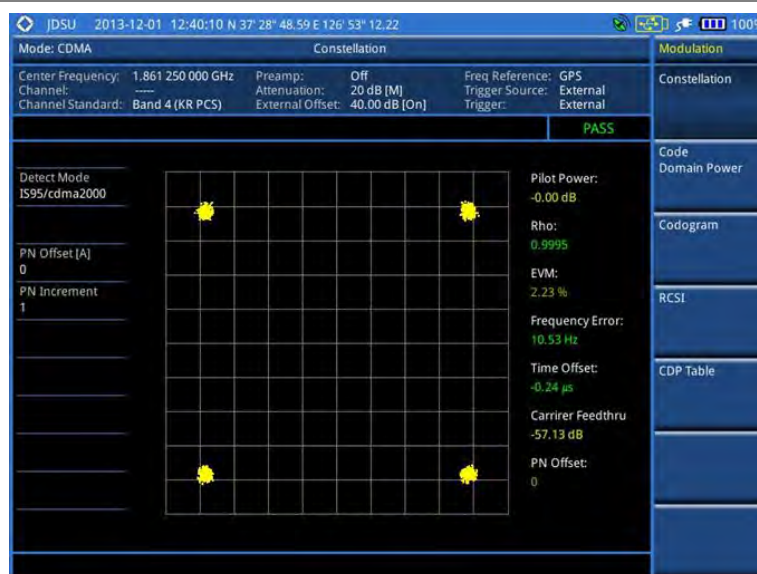 JDSU 2013-12-01 12:40:10 N 37° 28" 48.59 E 126° 53" 12.22 100%
Mode: CDMA Constellation Modulation
Center Frequency: 1.861 250 000 GHz Preamp: Off Freq Reference: GPS
Channel: ----- Attenuation: 20 dB [M] Trigger Source: External
Channel Standard: Band 4 (KR PCS) External Offset: 40.00 dB [On] Trigger: External
PASS
Constellation
Code
Domain Power
Codogram
RCSI
CDP Table
Detect Mode
IS95/cdma2000
PN Offset [A]
0
PN Increment
1
Pilot Power:
-0.00 dB
Rho:
0.9995
EVM:
2.23 %
Frequency Error:
10.53 Hz
Time Offset:
-0.24 µs
Carrirer Feedthru
-57.13 dB
PN Offset:
0